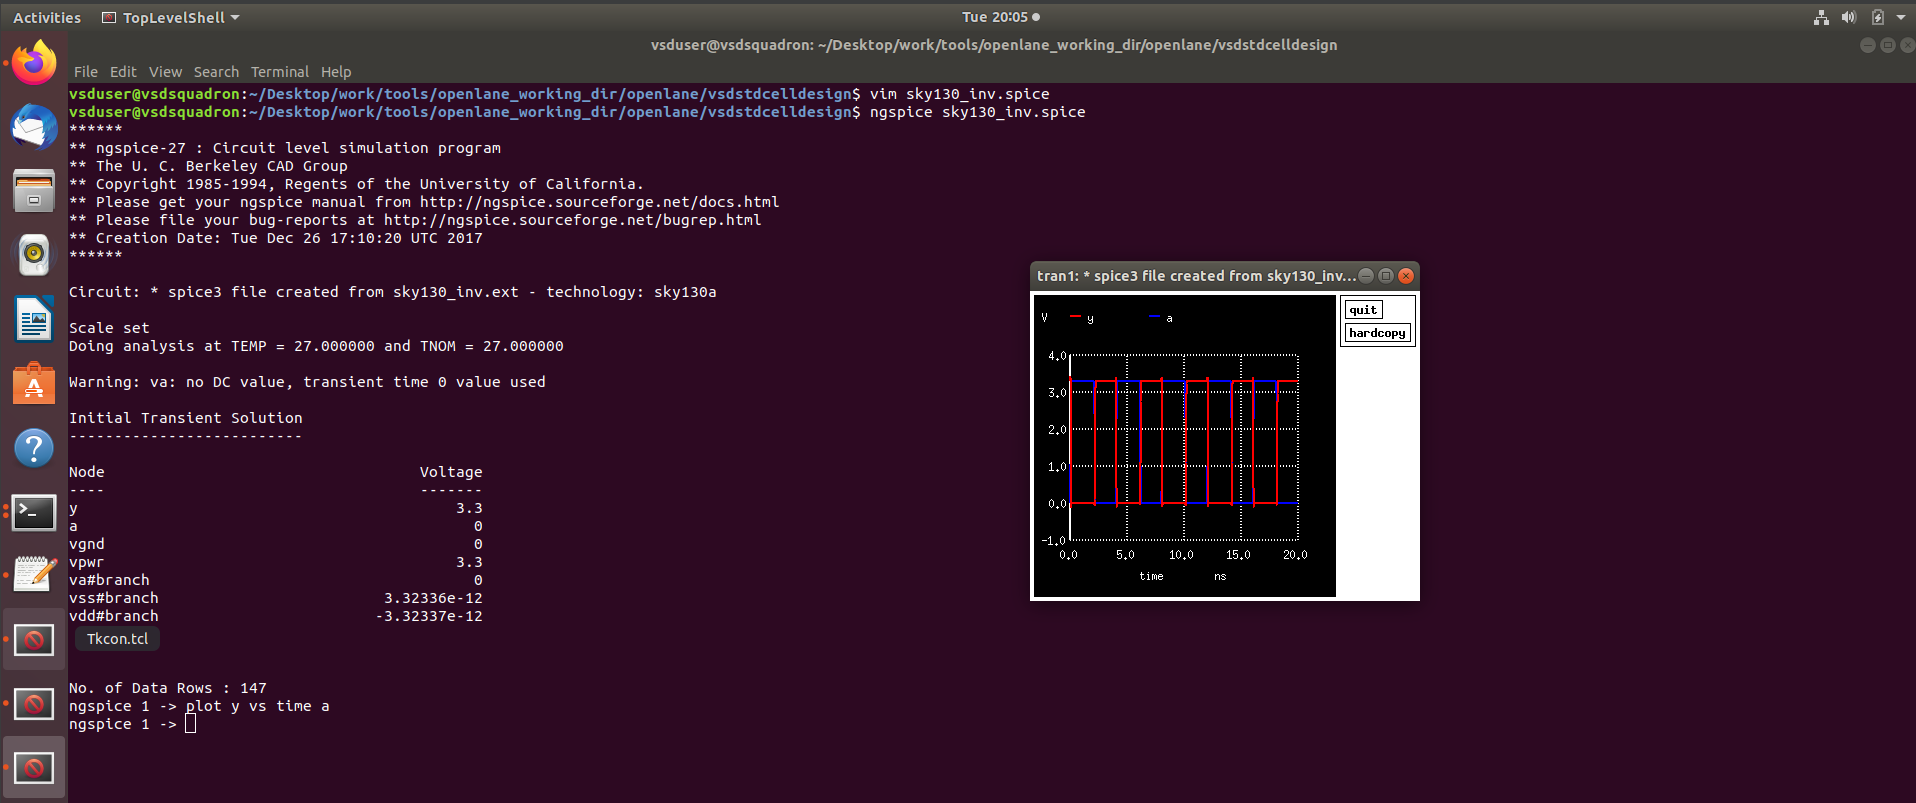 Activities TopLevelShell Tue 20:05
vsduser@vsdsquadron: ~/Desktop/work/tools/openlane_working_dir/openlane/vsdstdcelldesign
File Edit View Search Terminal Help
vsduser@vsdsquadron:~/Desktop/work/tools/openlane_working_dir/openlane/vsdstdcelldesign$ vim sky130_inv.spice
vsduser@vsdsquadron:~/Desktop/work/tools/openlane_working_dir/openlane/vsdstdcelldesign$ ngspice sky130_inv.spice
******
** ngspice-27 : Circuit level simulation program
** The U. C. Berkeley CAD Group
** Copyright 1985-1994, Regents of the University of California.
** Please get your ngspice manual from http://ngspice.sourceforge.net/docs.html
** Please file your bug-reports at http://ngspice.sourceforge.net/bugrep.html
** Creation Date: Tue Dec 26 17:10:20 UTC 2017
******
Circuit: * spice3 file created from sky130_inv.ext - technology: sky130a
Scale set
Doing analysis at TEMP = 27.000000 and TNOM = 27.000000
Warning: va: no DC value, transient time 0 value used
Initial Transient Solution
--------------------------
Node Voltage
---- -------
y 3.3
a 0
vgnd 0
vpwr 3.3
va#branch 0
vss#branch 3.32336e-12
vdd#branch -3.32337e-12
Tkcon.tcl
No. of Data Rows : 147
ngspice 1 -> plot y vs time a
ngspice 1 ->
tran1: * spice3 file created from sky130_inv...
quit
hardcopy
V y a
4.0
3.0
2.0
1.0
0.0
-1.0
0.0 5.0 10.0 15.0 20.0
time ns